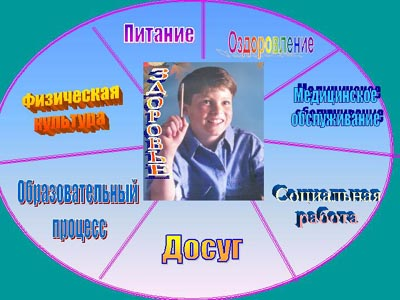 Питание
Оздоровление
Физическая
культура
ЗДОРОВЬЕ
Медицинское
обслуживание
Образовательный
процесс
Социальная
работа
Досуг